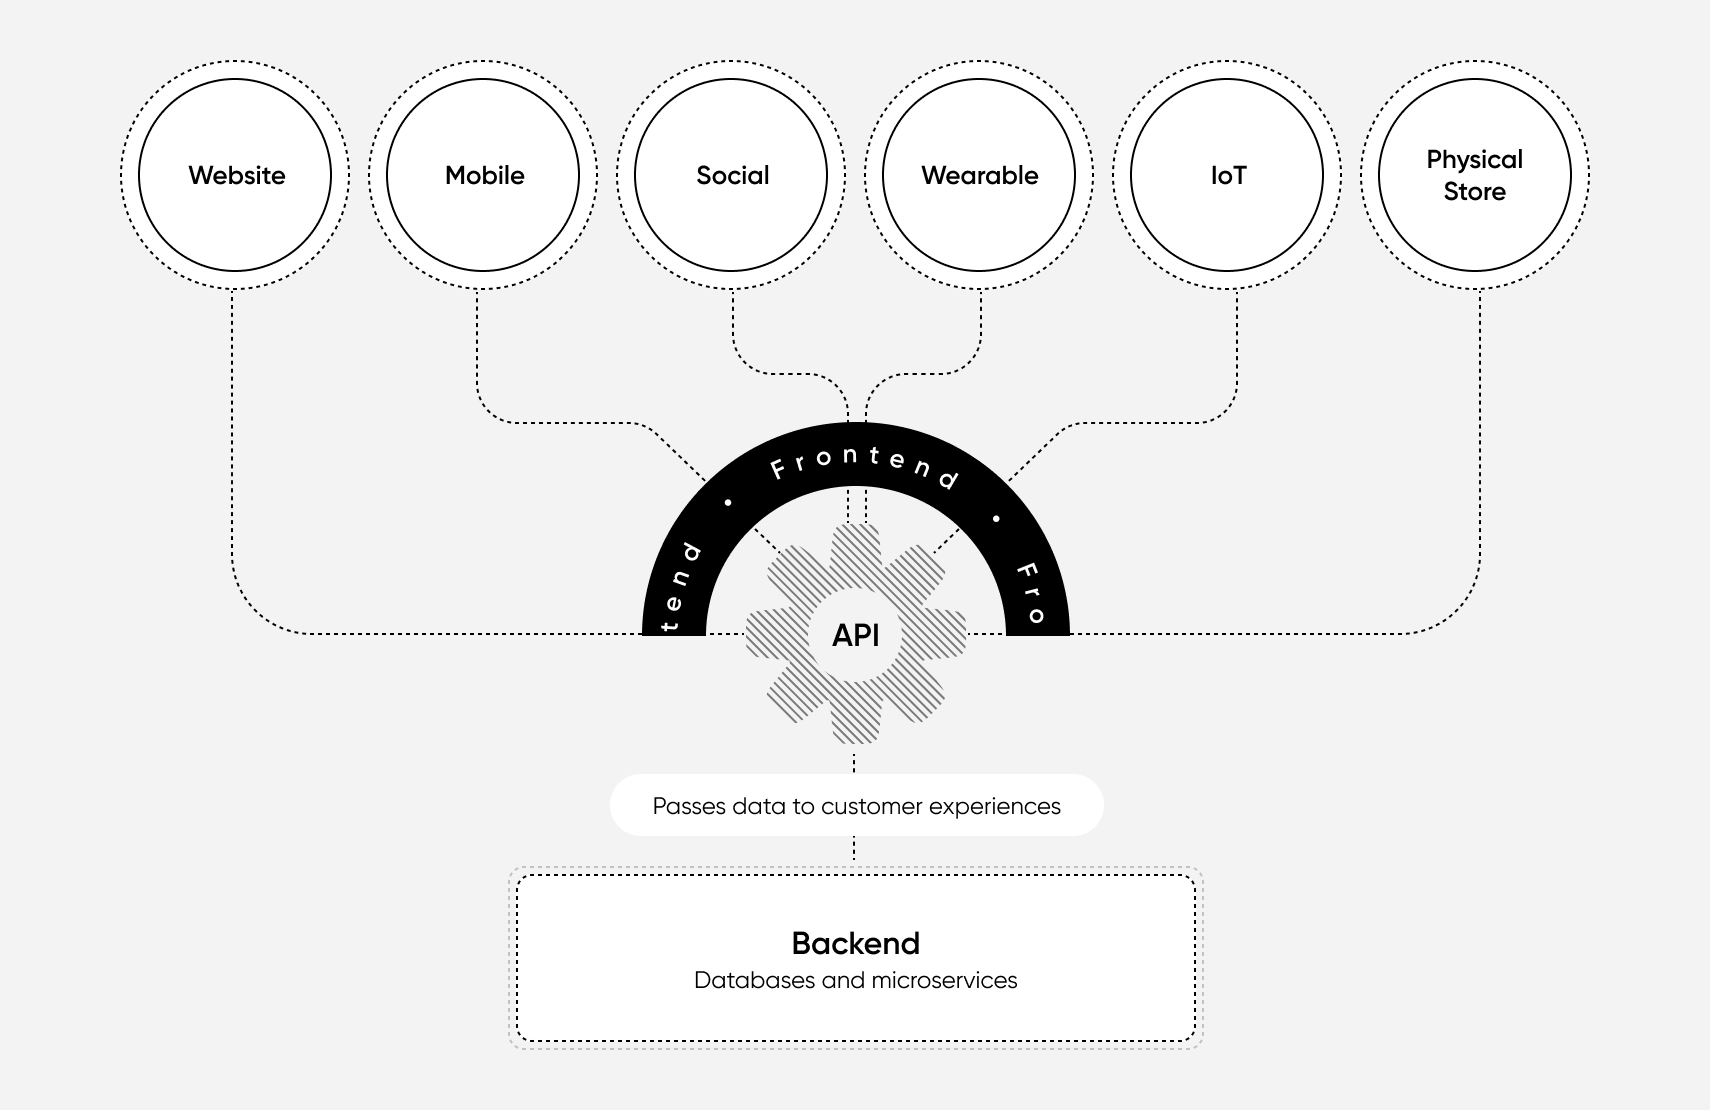 Website
Mobile
Social
Wearable
IoT
Physical
Store
tend • Frontend • Fro
API
Passes data to customer experiences
Backend
Databases and microservices